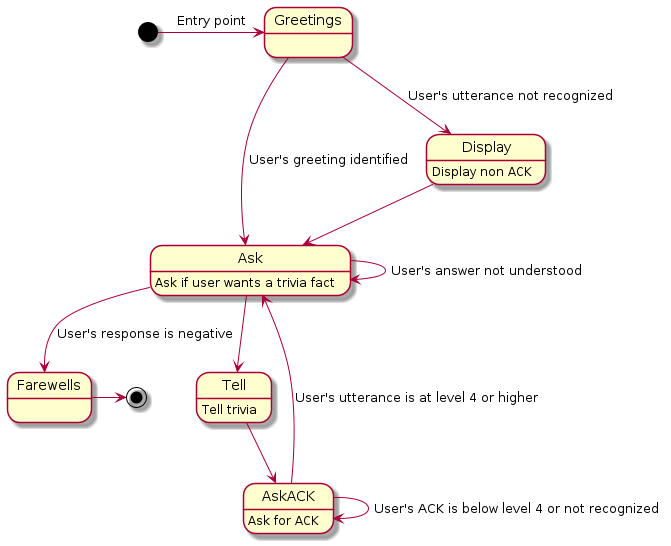 Entry point
Greetings
User's utterance not recognized
Display
Display non ACK
User's greeting identified
Ask
Ask if user wants a trivia fact
User's answer not understood
User's response is negative
Farewells
Tell
Tell trivia
User's utterance is at level 4 or higher
AskACK
Ask for ACK
User's ACK is below level 4 or not recognized